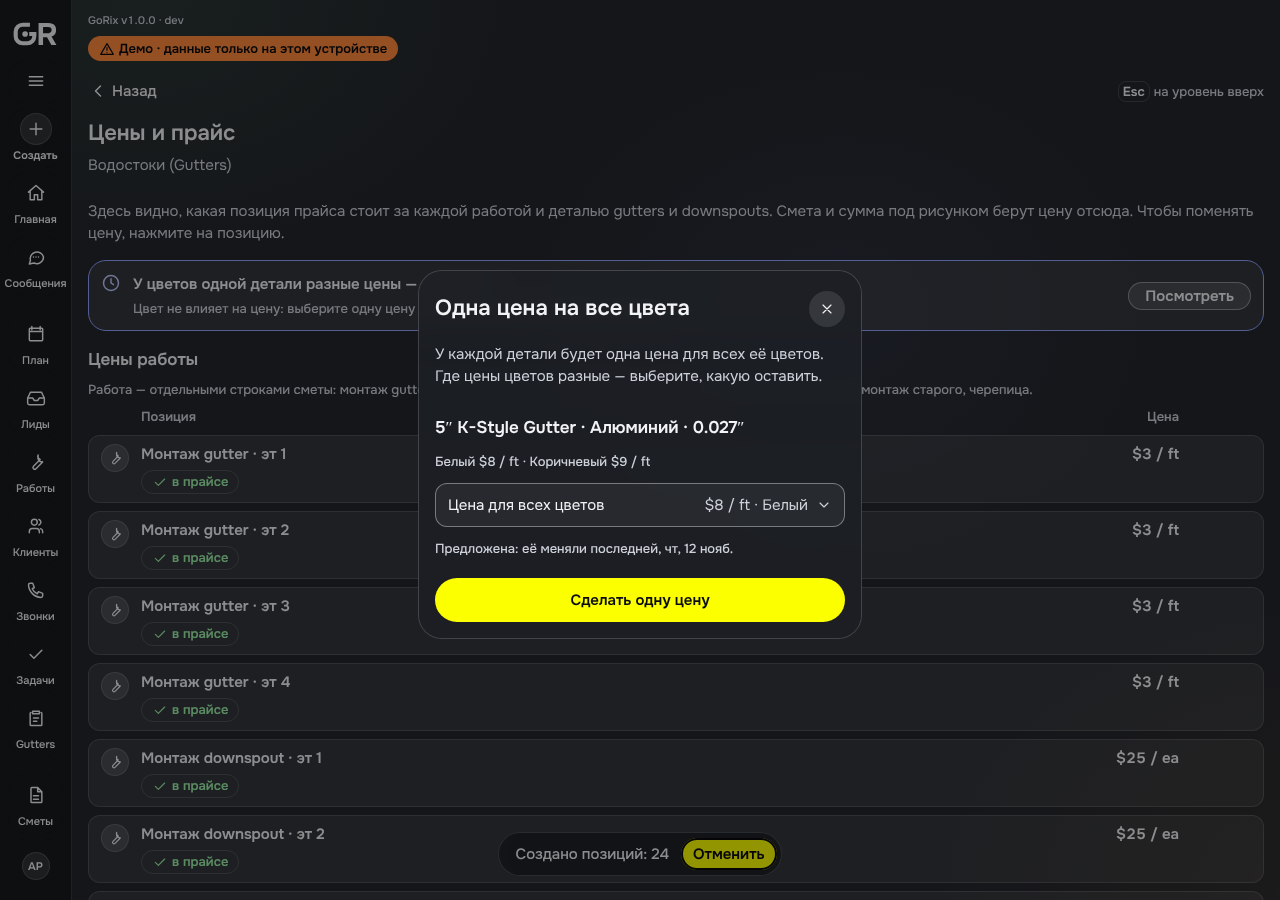 GR
GoRix v1.0.0 · dev
Демо · данные только на этом устройстве
Назад
Esc на уровень вверх
Создать
Главная
Сообщения
План
Лиды
Работы
Клиенты
Звонки
Задачи
Gutters
Сметы
AP
Цены и прайс
Водостоки (Gutters)
Здесь видно, какая позиция прайса стоит за каждой работой и деталью gutters и downspouts. Смета и сумма под рисунком берут цену отсюда. Чтобы поменять
цену, нажмите на позицию.
У цветов одной детали разные цены —
Цвет не влияет на цену: выберите одну цену
Посмотреть
Цены работы
Работа — отдельными строками сметы: монтаж gutt
монтаж старого, черепица.
Позиция
Цена
Монтаж gutter · эт 1
$3 / ft
в прайсе
Монтаж gutter · эт 2
$3 / ft
в прайсе
Монтаж gutter · эт 3
$3 / ft
в прайсе
Монтаж gutter · эт 4
$3 / ft
в прайсе
Монтаж downspout · эт 1
$25 / ea
в прайсе
Монтаж downspout · эт 2
$25 / ea
в прайсе
Одна цена на все цвета
У каждой детали будет одна цена для всех её цветов.
Где цены цветов разные — выберите, какую оставить.
5″ K-Style Gutter · Алюминий · 0.027″
Белый $8 / ft · Коричневый $9 / ft
Цена для всех цветов
$8 / ft · Белый
Предложена: её меняли последней, чт, 12 нояб.
Сделать одну цену
Создано позиций: 24
Отменить